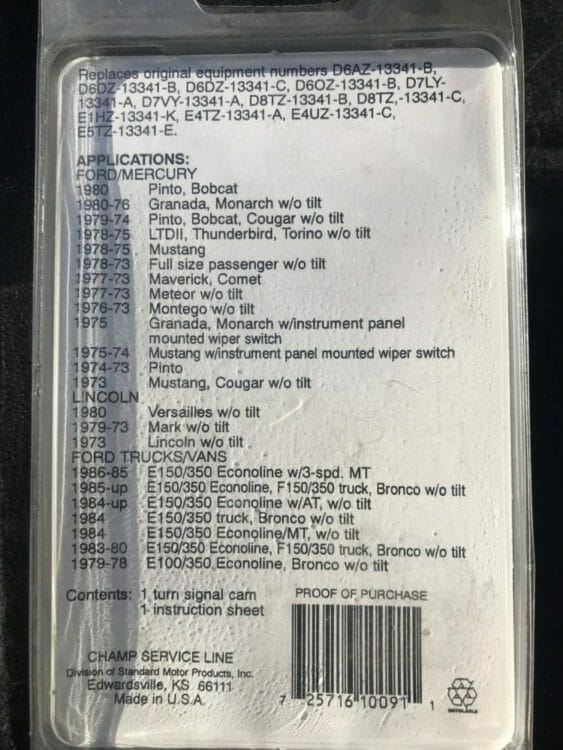 Replaces original equipment numbers D6AZ-13341-B,
D6DZ-13341-B, D6DZ-13341-C, D6OZ-13341-B, D7LY-
13341-A, D7VY-13341-A, D8TZ-13341-B, D8TZ,-13341-C,
E1HZ-13341-K, E4TZ-13341-A, E4UZ-13341-C,
E5TZ-13341-E.
APPLICATIONS:
FORD/MERCURY
1980 Pinto, Bobcat
1980-76 Granada, Monarch w/o tilt
1979-74 Pinto, Bobcat, Cougar w/o tilt
1978-75 LTDII, Thunderbird, Torino w/o tilt
1978-75 Mustang
1978-73 Full size passenger w/o tilt
1977-73 Maverick, Comet
1977-73 Meteor w/o tilt
1976-73 Montego w/o tilt
1975 Granada, Monarch w/instrument panel
mounted wiper switch
1975-74 Mustang w/instrument panel mounted wiper switch
1974-73 Pinto
1973 Mustang, Cougar w/o tilt
LINCOLN
1980 Versailles w/o tilt
1979-73 Mark w/o tilt
1973 Lincoln w/o tilt
FORD TRUCKS/VANS
1986-85 E150/350 Econoline w/3-spd. MT
1985-up E150/350 Econoline, F150/350 truck, Bronco w/o tilt
1984-up E150/350 Econoline w/AT, w/o tilt
1984 E150/350 truck, Bronco w/o tilt
1984 E150/350 Econoline/MT, w/o tilt
1983-80 E150/350 Econoline, F150/350 truck, Bronco w/o tilt
1979-78 E100/350 Econoline, Bronco w/o tilt
Contents: 1 turn signal cam
1 instruction sheet
PROOF OF PURCHASE
CHAMP SERVICE LINE
Division of Standard Motor Products, Inc.
Edwardsville, KS 66111
Made in U.S.A.
7 25716 10091 1
RECYCLABLE